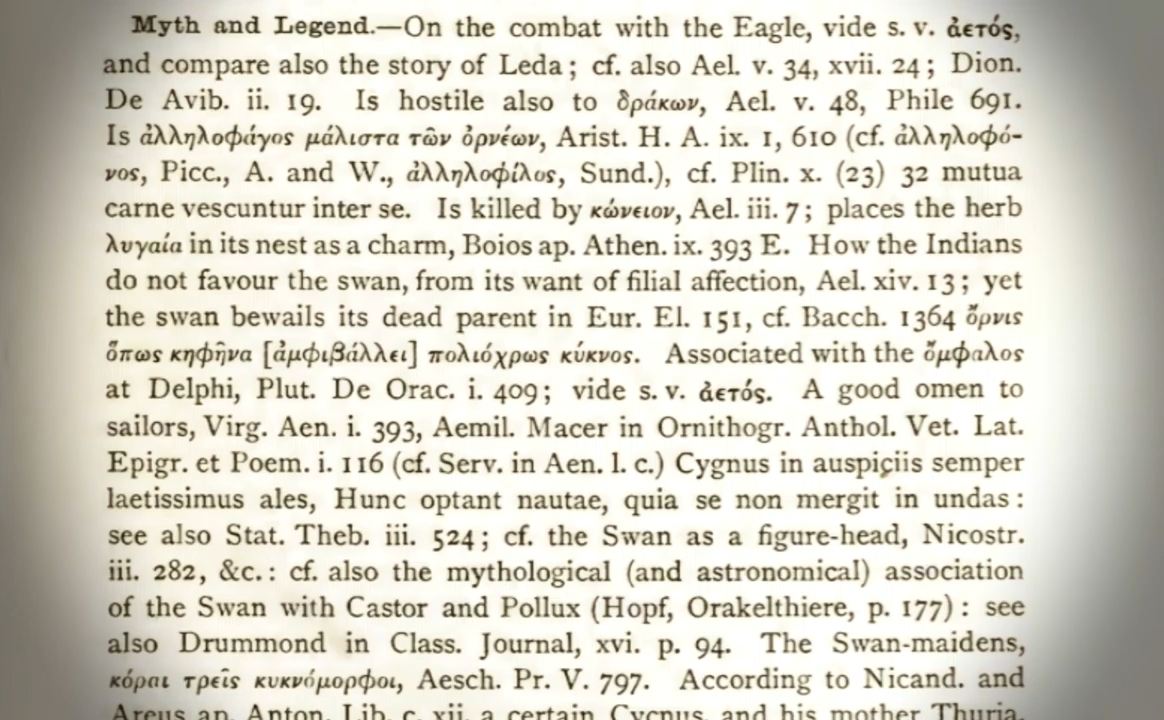 Myth and Legend.—On the combat with the Eagle, vide s. v. ἀετός,
and compare also the story of Leda; cf. also Ael. v. 34, xvii. 24; Dion.
De Avib. ii. 19. Is hostile also to δράκων, Ael. v. 48, Phile 691.
Is ἀλληλοφάγος μάλιστα τῶν ὀρνέων, Arist. H. A. ix. 1, 610 (cf. ἀλληλοφό-
νος, Picc., A. and W., ἀλληλοφίλος, Sund.), cf. Plin. x. (23) 32 mutua
carne vescuntur inter se. Is killed by κώνειον, Ael. iii. 7; places the herb
λυγαία in its nest as a charm, Boios ap. Athen. ix. 393 E. How the Indians
do not favour the swan, from its want of filial affection, Ael. xiv. 13; yet
the swan bewails its dead parent in Eur. El. 151, cf. Bacch. 1364 ὄρνις
ὅπως κηφῆνα [ἀμφιβάλλει] πολιόχρως κύκνος. Associated with the ὄμφαλος
at Delphi, Plut. De Orac. i. 409; vide s. v. ἀετός. A good omen to
sailors, Virg. Aen. i. 393, Aemil. Macer in Ornithogr. Anthol. Vet. Lat.
Epigr. et Poem. i. 116 (cf. Serv. in Aen. l. c.) Cygnus in auspiciis semper
laetissimus ales, Hunc optant nautae, quia se non mergit in undas:
see also Stat. Theb. iii. 524; cf. the Swan as a figure-head, Nicostr.
iii. 282, &c.: cf. also the mythological (and astronomical) association
of the Swan with Castor and Pollux (Hopf, Orakelthiere, p. 177): see
also Drummond in Class. Journal, xvi. p. 94. The Swan-maidens,
κόραι τρεῖς κυκνόμορφοι, Aesch. Pr. V. 797. According to Nicand. and
Areus ap. Anton. Lib. c. xii. a certain Cycnus, and his mother Thuria,